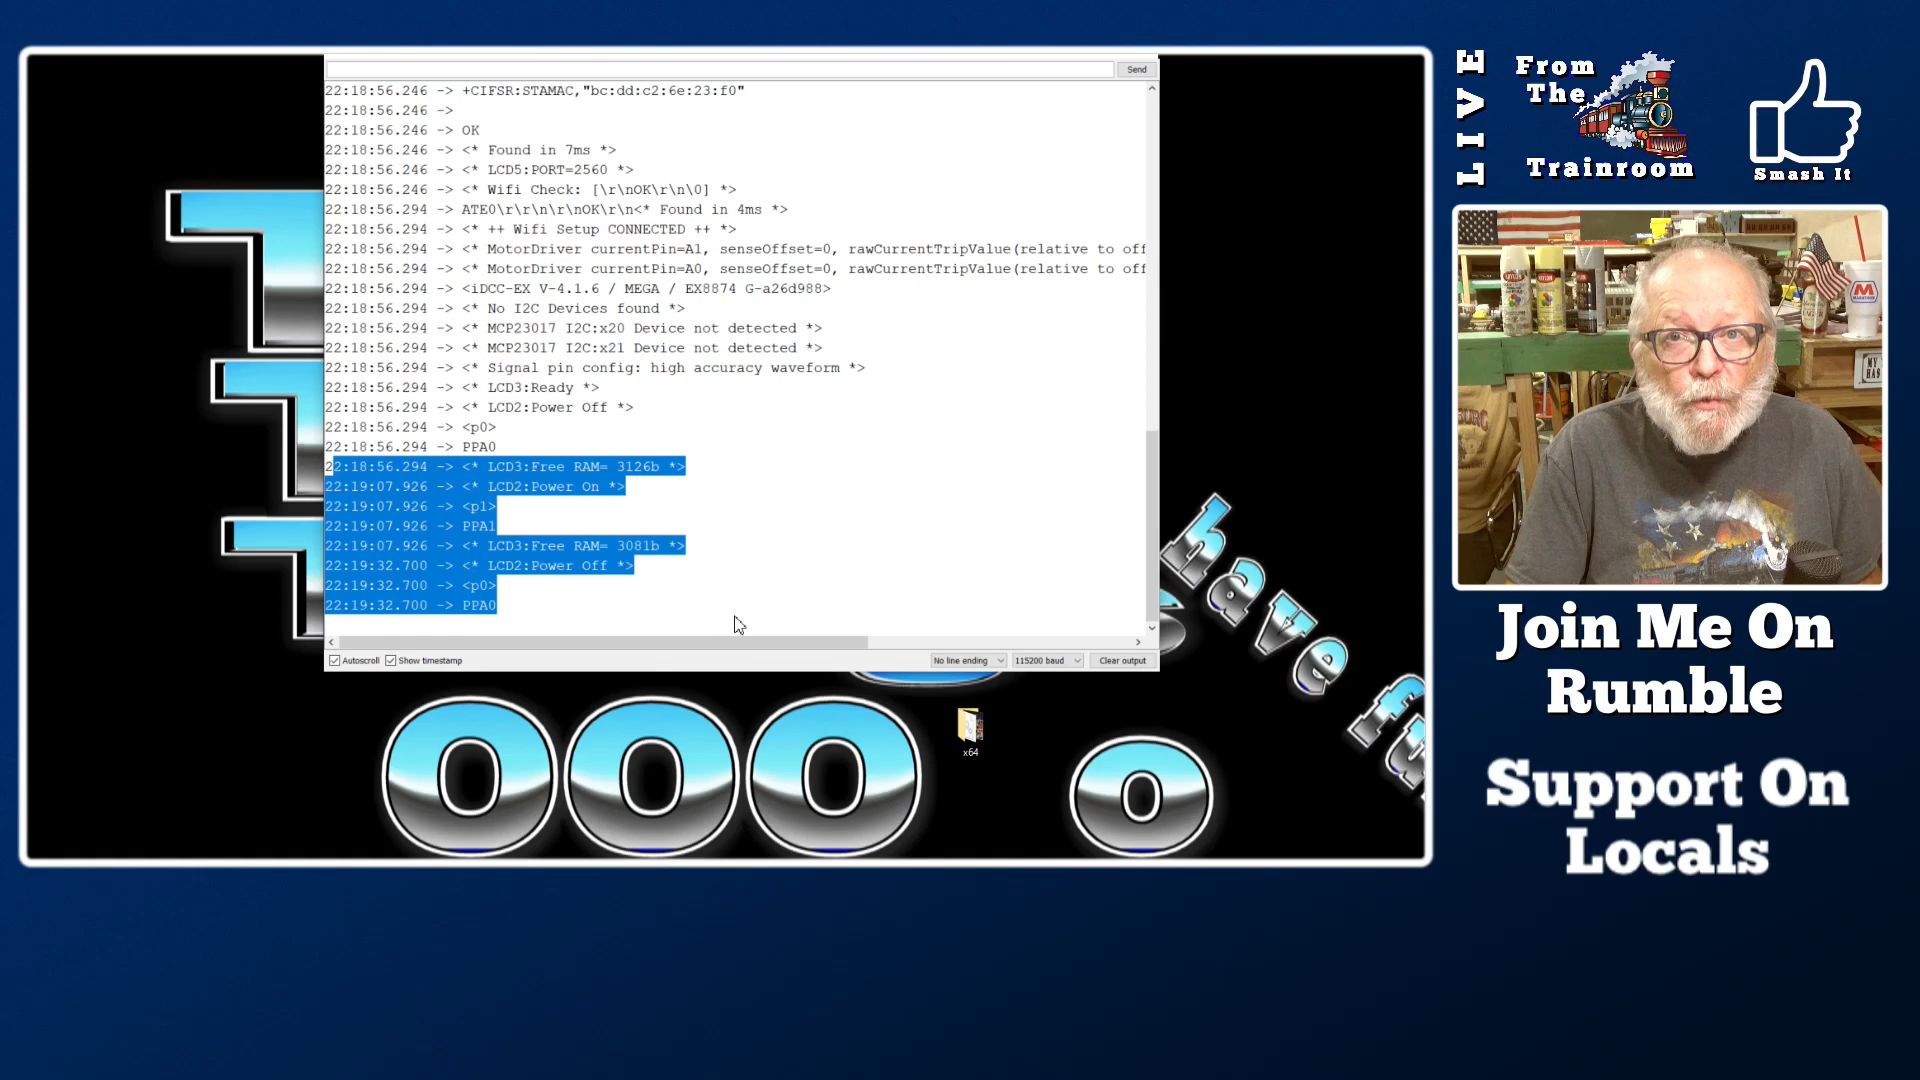 Send
22:18:56.246 -> +CIFSR:STAMAC,"bc:dd:c2:6e:23:f0"
22:18:56.246 ->
22:18:56.246 -> OK
22:18:56.246 -> <* Found in 7ms *>
22:18:56.246 -> <* LCD5:PORT=2560 *>
22:18:56.246 -> <* Wifi Check: [\r\nOK\r\n\0] *>
22:18:56.294 -> ATE0\r\r\n\r\nOK\r\n<* Found in 4ms *>
22:18:56.294 -> <* ++ Wifi Setup CONNECTED ++ *>
22:18:56.294 -> <* MotorDriver currentPin=A1, senseOffset=0, rawCurrentTripValue(relative to off
22:18:56.294 -> <* MotorDriver currentPin=A0, senseOffset=0, rawCurrentTripValue(relative to off
22:18:56.294 -> <iDCC-EX V-4.1.6 / MEGA / EX8874 G-a26d988>
22:18:56.294 -> <* No I2C Devices found *>
22:18:56.294 -> <* MCP23017 I2C:x20 Device not detected *>
22:18:56.294 -> <* MCP23017 I2C:x21 Device not detected *>
22:18:56.294 -> <* Signal pin config: high accuracy waveform *>
22:18:56.294 -> <* LCD3:Ready *>
22:18:56.294 -> <* LCD2:Power Off *>
22:18:56.294 -> <p0>
22:18:56.294 -> PPA0
22:18:56.294 -> <* LCD3:Free RAM= 3126b *>
22:19:07.926 -> <* LCD2:Power On *>
22:19:07.926 -> <p1>
22:19:07.926 -> PPA1
22:19:07.926 -> <* LCD3:Free RAM= 3081b *>
22:19:32.700 -> <* LCD2:Power Off *>
22:19:32.700 -> <p0>
22:19:32.700 -> PPA0
Autoscroll Show timestamp No line ending 115200 baud Clear output
have fu
x64
OOO O
LIVE
From
The
Trainroom
Smash It
Join Me On
Rumble
Support On
Locals